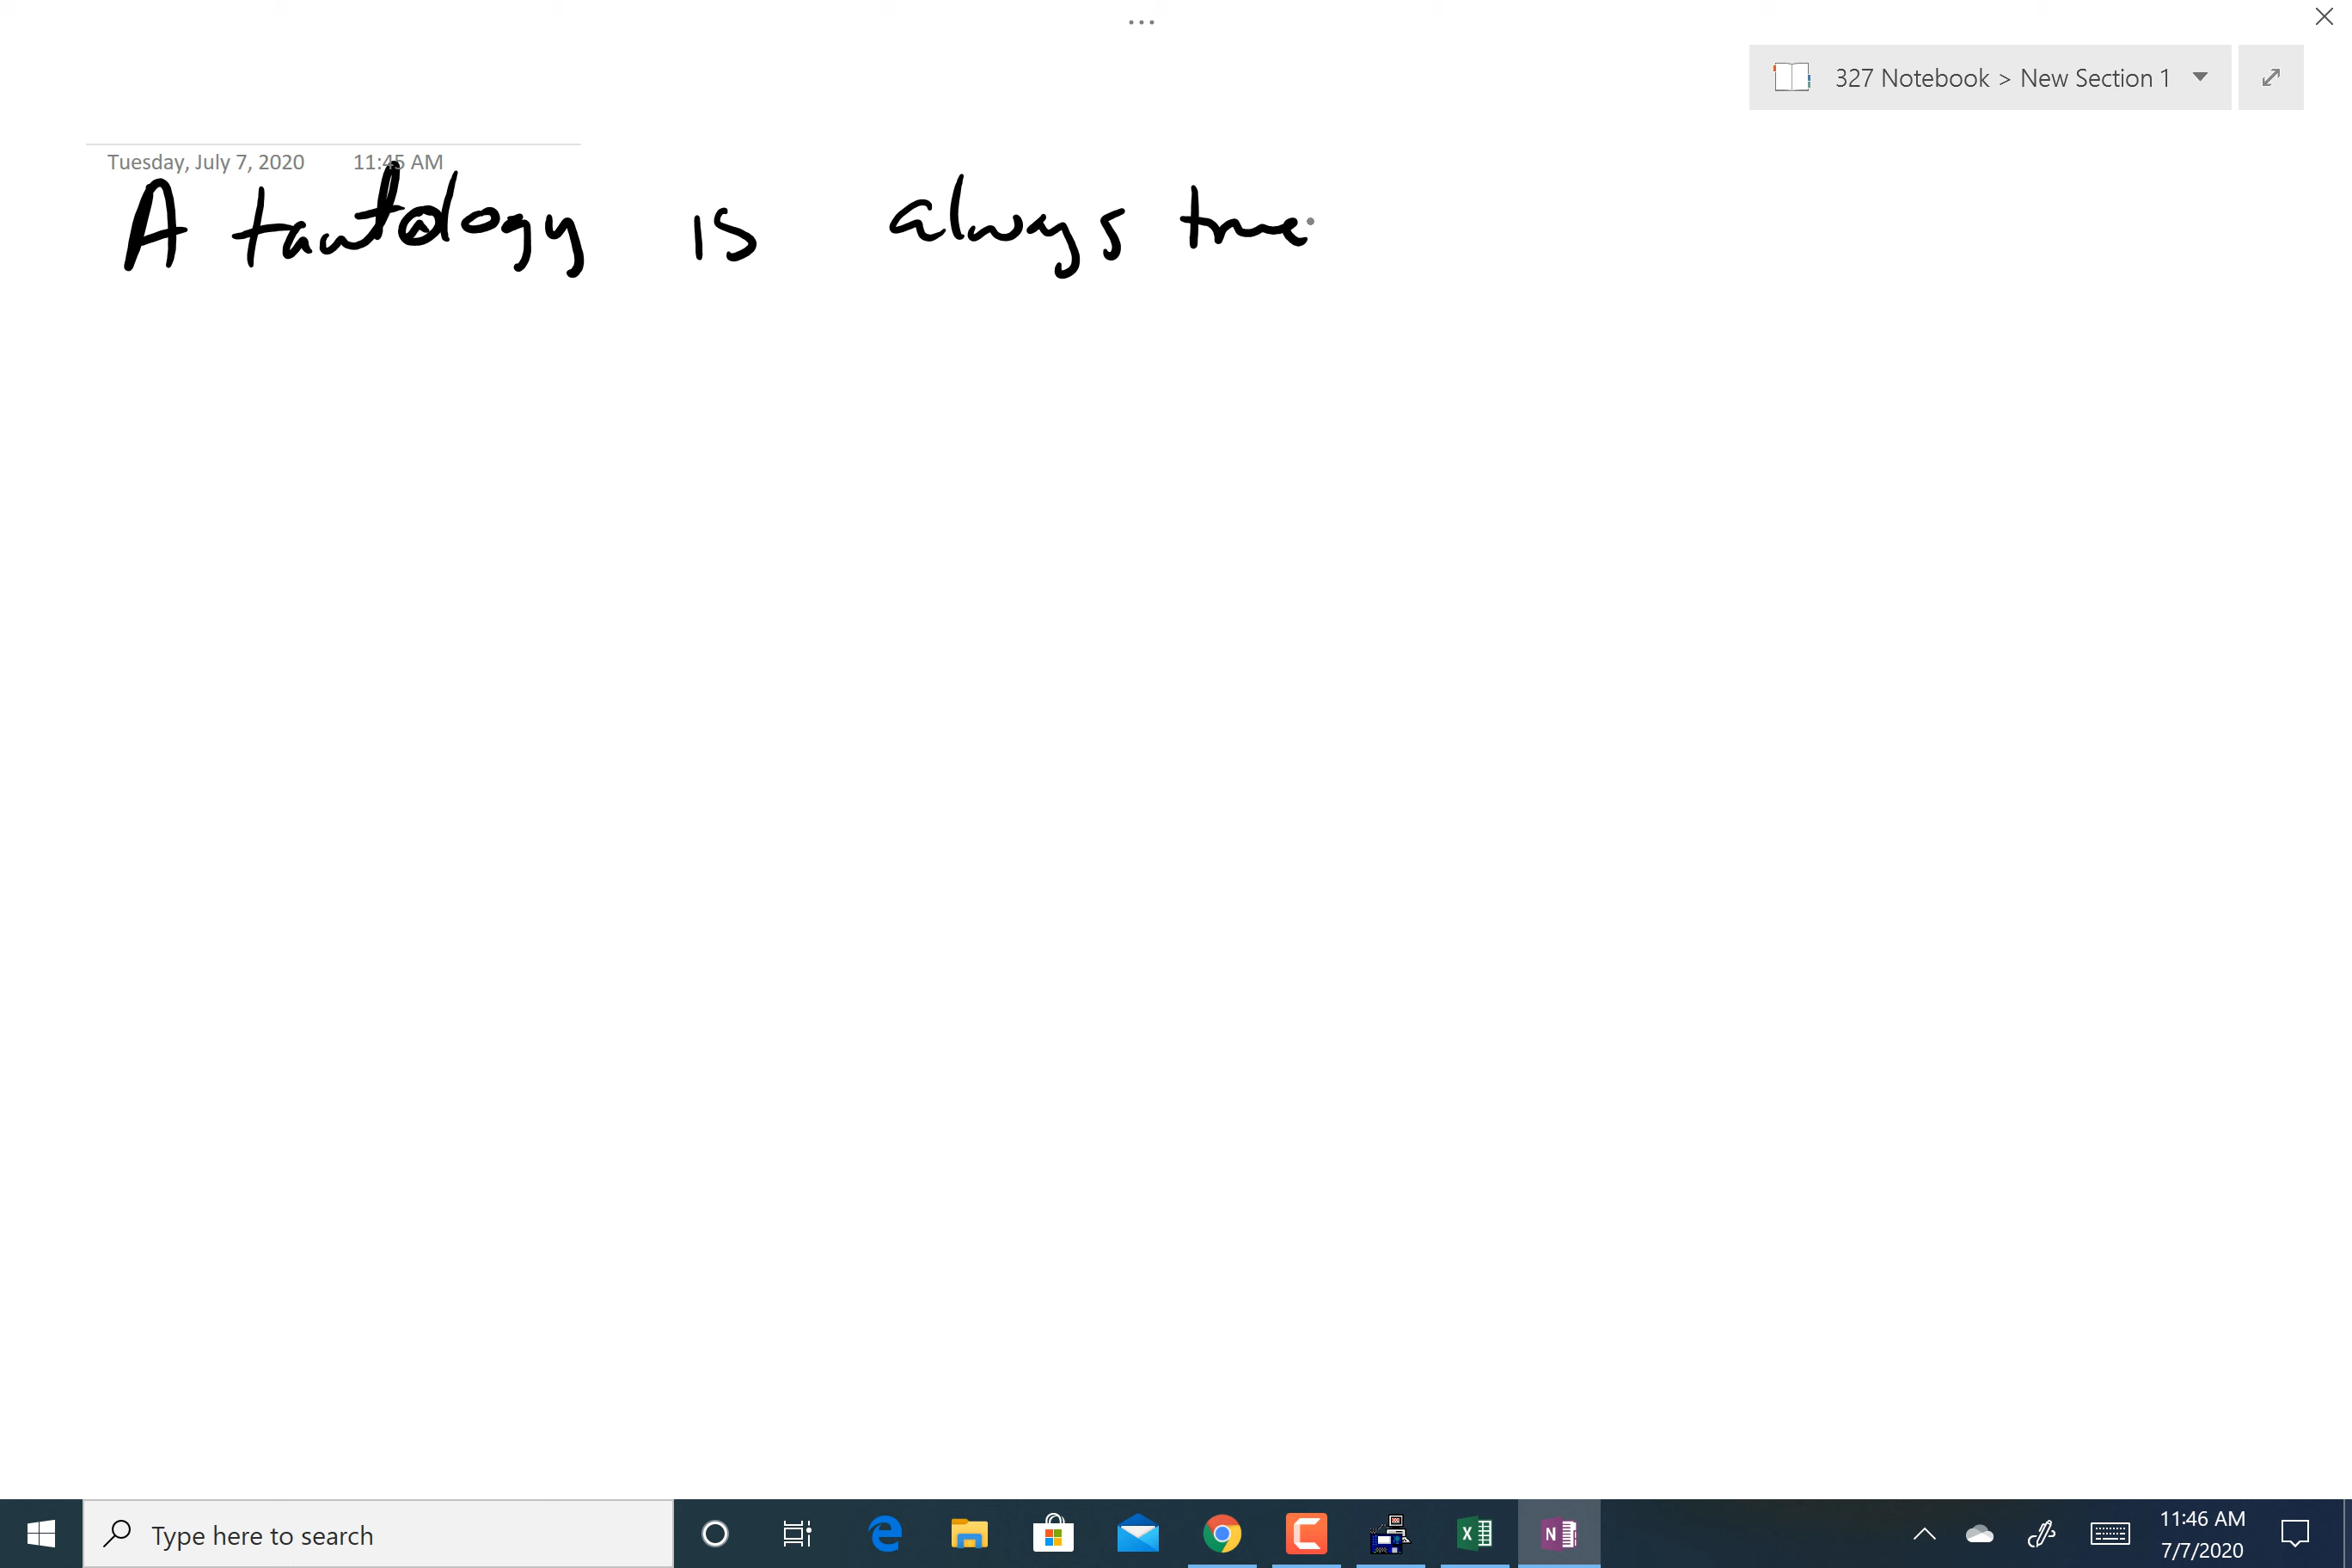 ...
327 Notebook > New Section 1
Tuesday, July 7, 2020 11:45 AM
A tautology is always true
Type here to search
11:46 AM
7/7/2020